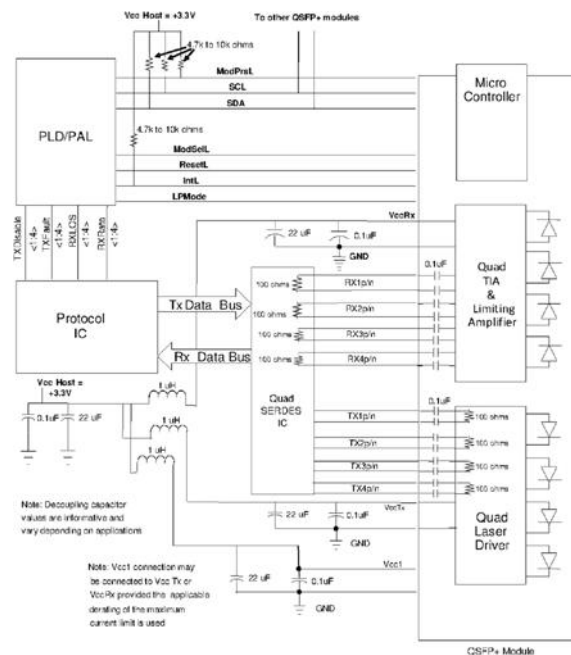 Vcc Host =
+3.3V
To other QSFP+ modules
4.7k to 10k ohms
ModPrsL
SCL
SDA
PLD/PAL
4.7k to 10k ohms
ModSelL
ResetL
IntL
LPMode
Micro
Controller
TXDisable
<1:4>
TXFault
<1:4>
RXLOS
<1:4>
RXRate
<1:4>
VccRx
22 uF
0.1uF
GND
0.1uF
100 ohms
RX1p/n
100 ohms
RX2p/n
100 ohms
RX3p/n
100 ohms
RX4p/n
Quad
TIA
&
Limiting
Amplifier
Tx Data Bus
Protocol
IC
Rx Data Bus
Quad
SERDES
IC
Vcc Host =
+3.3V
1 uH
0.1uF
22 uF
1 uH
1 uH
0.1uF
TX1p/n
100 ohms
TX2p/n
100 ohms
TX3p/n
100 ohms
TX4p/n
100 ohms
Quad
Laser
Driver
Note: Decoupling capacitor
values are informative and
vary depending on applications
VccTx
22 uF
0.1uF
GND
Note: Vcc1 connection may
be connected to Vcc Tx or
VccRx provided the applicable
derating of the maximum
current limit is used
Vcc1
22 uF
0.1uF
GND
QSFP+ Module